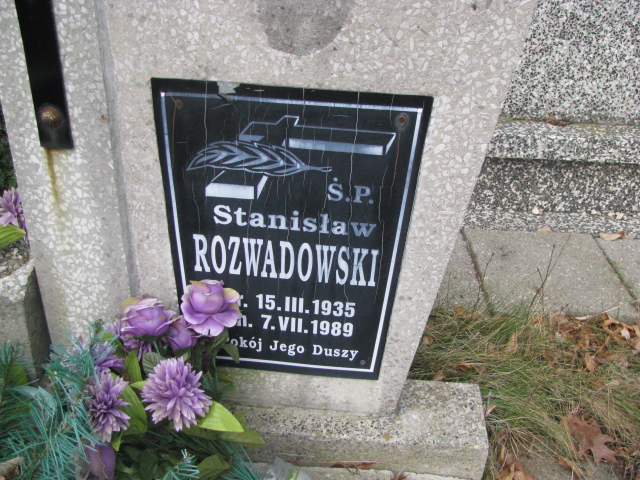 Ś.P.
Stanisław
ROZWADOWSKI
r. 15.III.1935
. 7.VII.1989
okój Jego Duszy